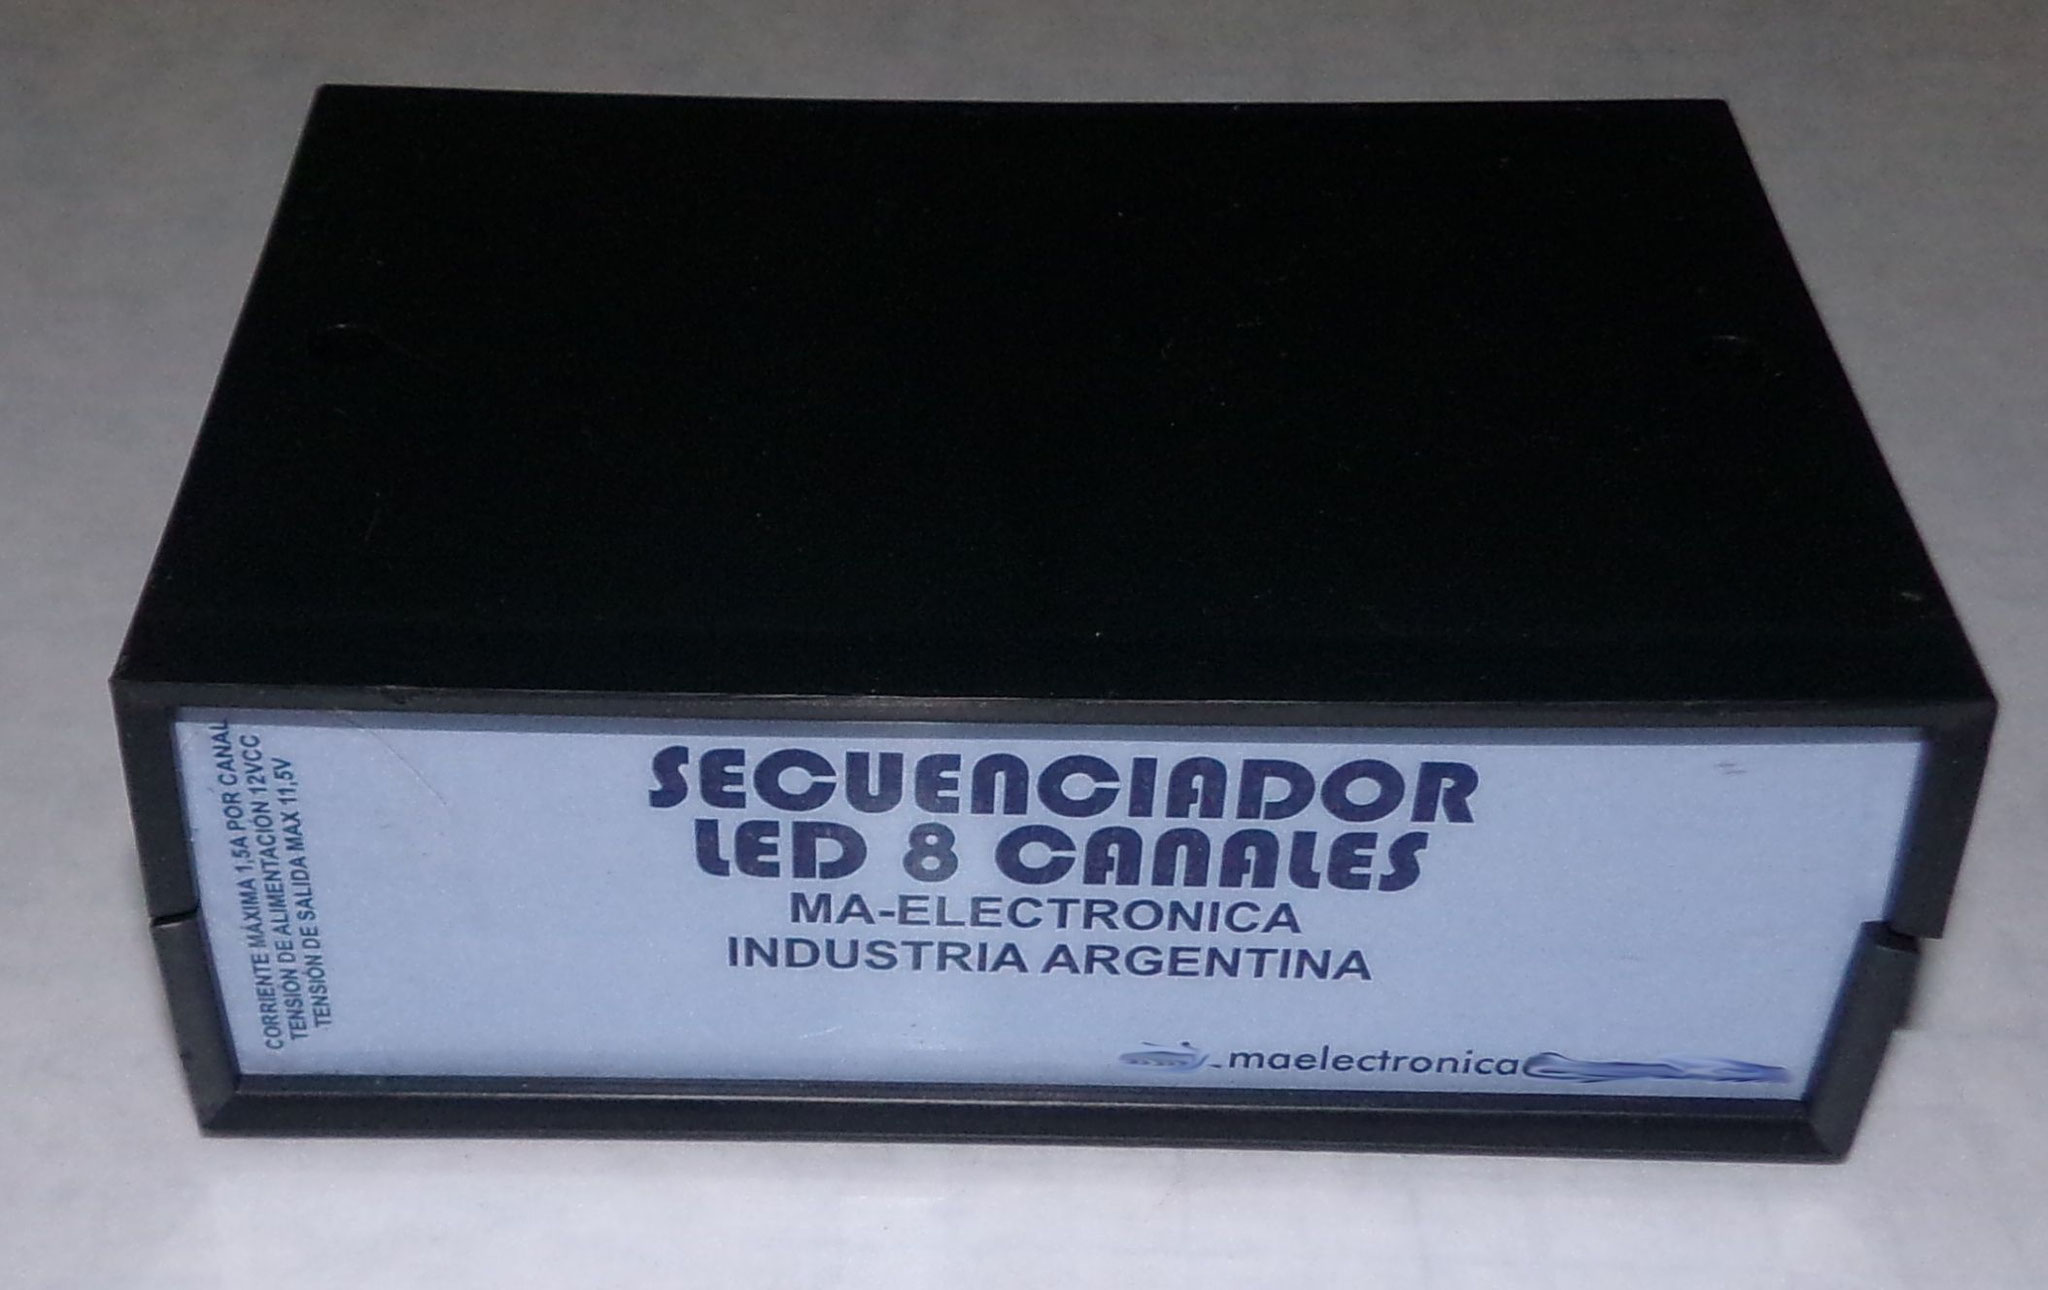 SECUENCIADOR
LED 8 CANALES
MA-ELECTRONICA
INDUSTRIA ARGENTINA
CORRIENTE MÁXIMA 1,5A POR CANAL
TENSIÓN DE ALIMENTACIÓN 12VCC
TENSIÓN DE SALIDA MAX 11,5V
maelectronica